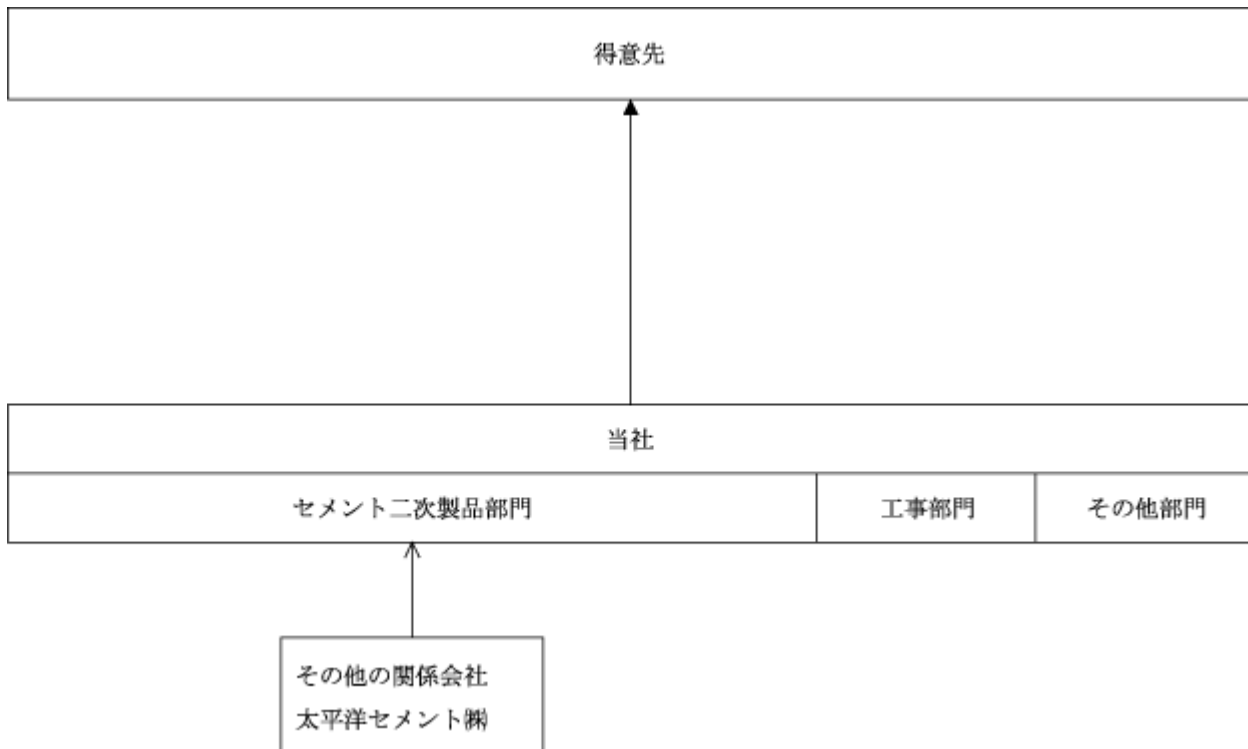 得意先
当社
セメント二次製品部門
工事部門
その他部門
その他の関係会社
太平洋セメント㈱